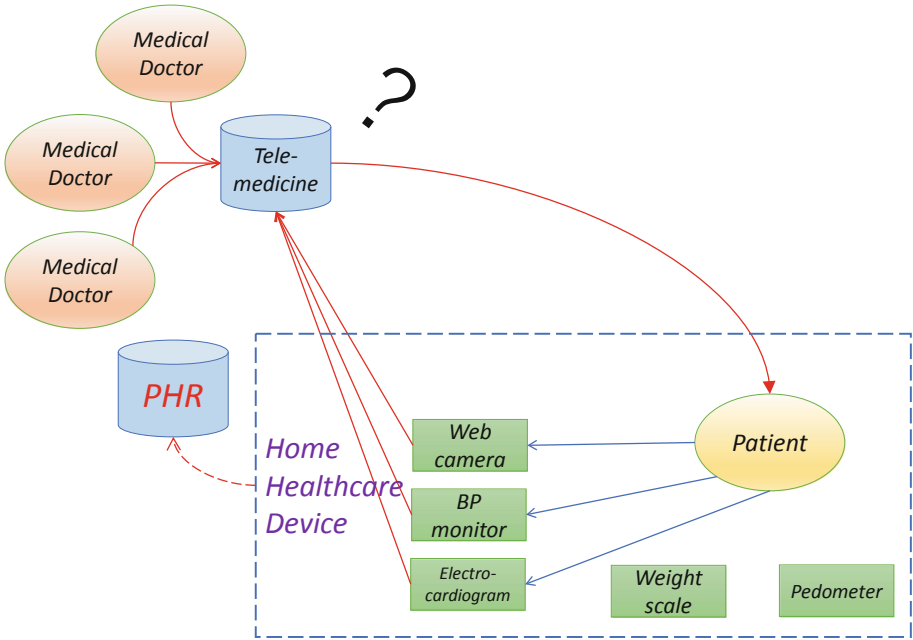 Medical
Doctor
?
Medical
Doctor
Tele-
medicine
Medical
Doctor
PHR
Home
Healthcare
Device
Web
camera
Patient
BP
monitor
Electro-
cardiogram
Weight
scale
Pedometer